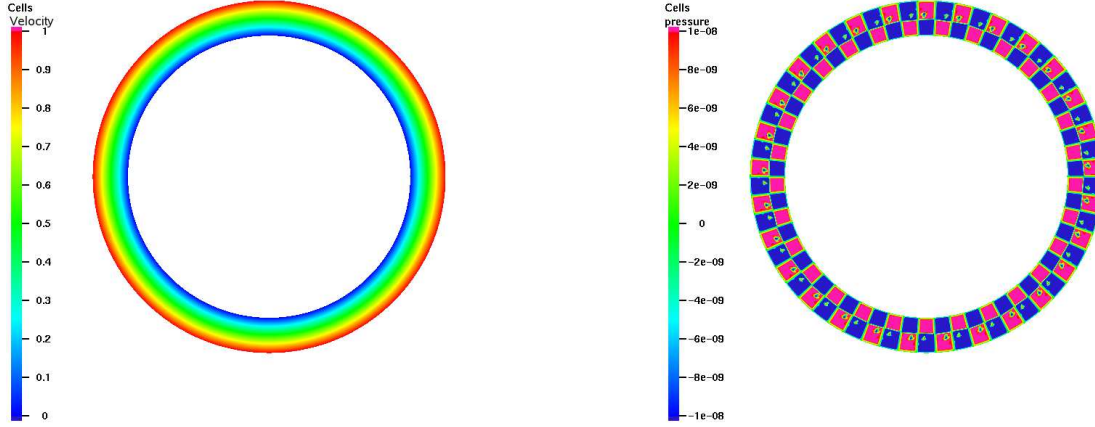 Cells
Velocity
1
0.9
0.8
0.7
0.6
0.5
0.4
0.3
0.2
0.1
0
Cells
pressure
1e-08
8e-09
6e-09
4e-09
2e-09
0
-2e-09
-4e-09
-6e-09
-8e-09
-1e-08